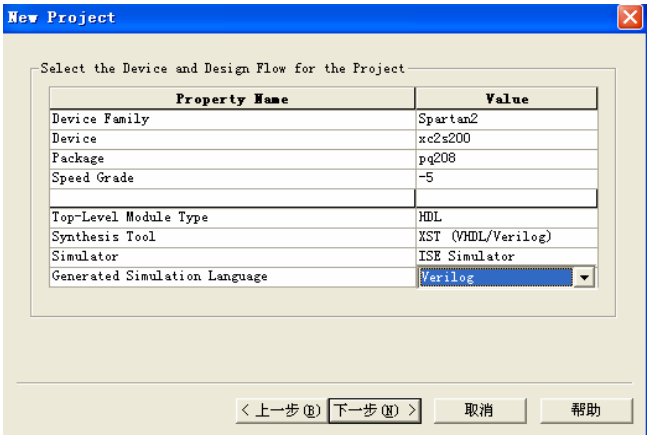 New Project
Select the Device and Design Flow for the Project
Property Name Value
Device Family Spartan2
Device xc2s200
Package pq208
Speed Grade -5
Top-Level Module Type HDL
Synthesis Tool XST (VHDL/Verilog)
Simulator ISE Simulator
Generated Simulation Language Verilog
< 上一步(B) 下一步(N) > 取消 帮助